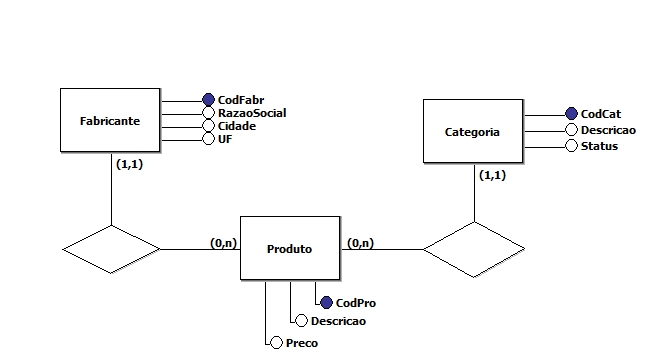 Fabricante
CodFabr
RazaoSocial
Cidade
UF
(1,1)
Categoria
CodCat
Descricao
Status
(1,1)
(0,n)
Produto
(0,n)
CodPro
Descricao
Preco